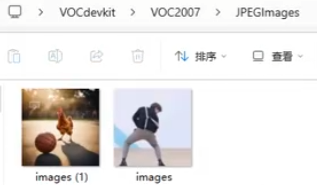 VOCdevkit > VOC2007 > JPEGImages
排序 查看
images (1) images